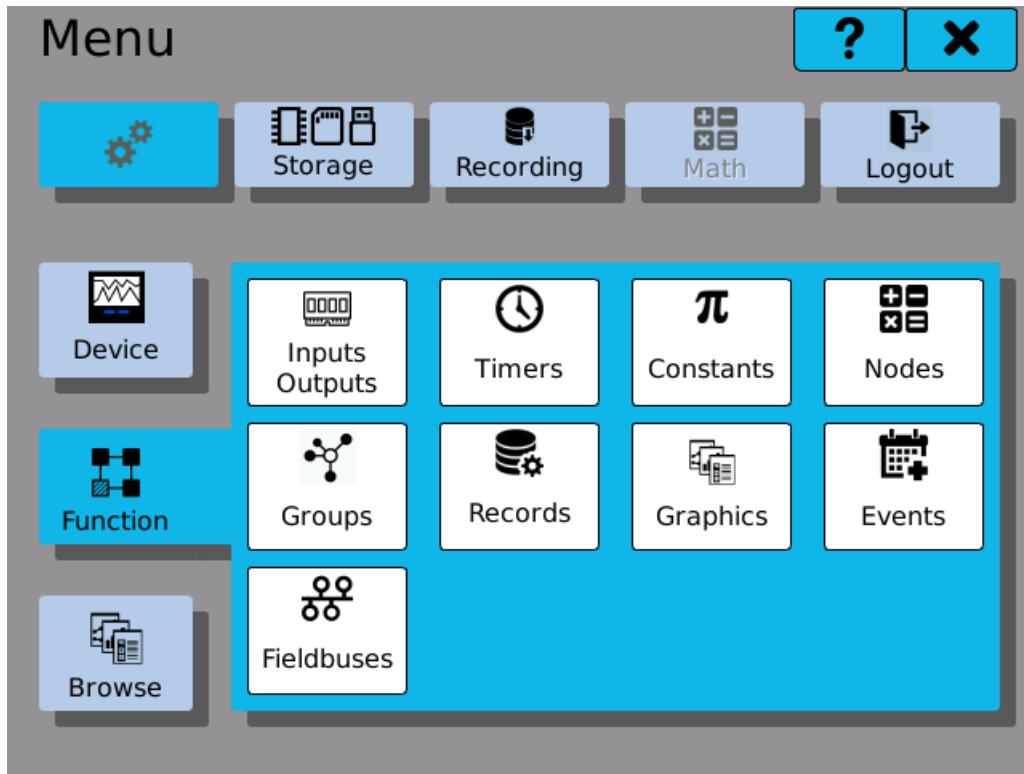 Menu
?
Storage
Recording
Math
Logout
Device
Inputs
Outputs
Timers
Constants
Nodes
Function
Groups
Records
Graphics
Events
Browse
Fieldbuses